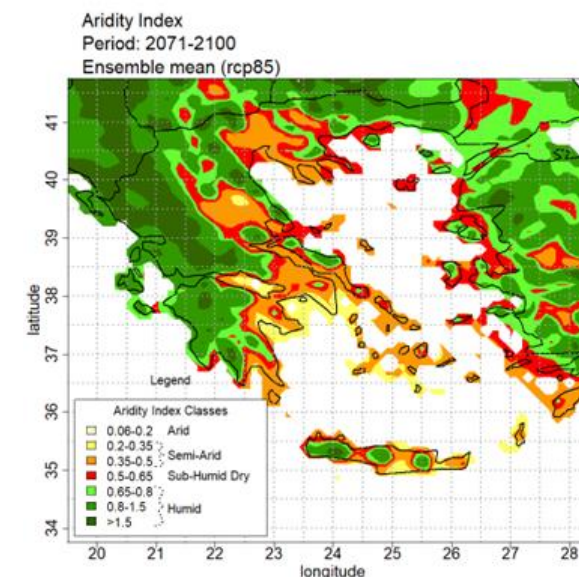 Aridity Index
Period: 2071-2100
Ensemble mean (rcp85)
41
40
39
38
37
36
35
34
latitude
Legend
Aridity Index Classes
0.06-0.2 Arid
0.2-0.35
Semi-Arid
0.35-0.5
0.5-0.65 Sub-Humid Dry
0.65-0.8
0.8-1.5 Humid
>1.5
20 21 22 23 24 25 26 27 28
longitude